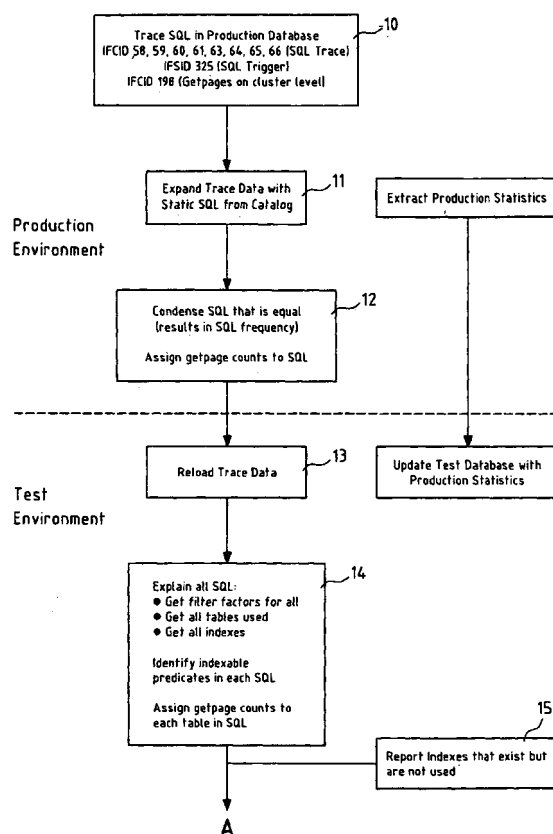 10
Trace SQL in Production Database
IFCID 58, 59, 60, 61, 63, 64, 65, 66 (SQL Trace)
IFSID 325 (SQL Trigger)
IFCID 198 (Getpages on cluster level)
11
Expand Trace Data with
Static SQL from Catalog
Extract Production Statistics
Production
Environment
12
Condense SQL that is equal
(results in SQL frequency)
Assign getpage counts to SQL
13
Reload Trace Data
Update Test Database with
Production Statistics
Test
Environment
14
Explain all SQL:
● Get filter factors for all
● Get all tables used
● Get all indexes
Identify indexable
predicates in each SQL
Assign getpage counts to
each table in SQL
15
Report Indexes that exist but
are not used
A